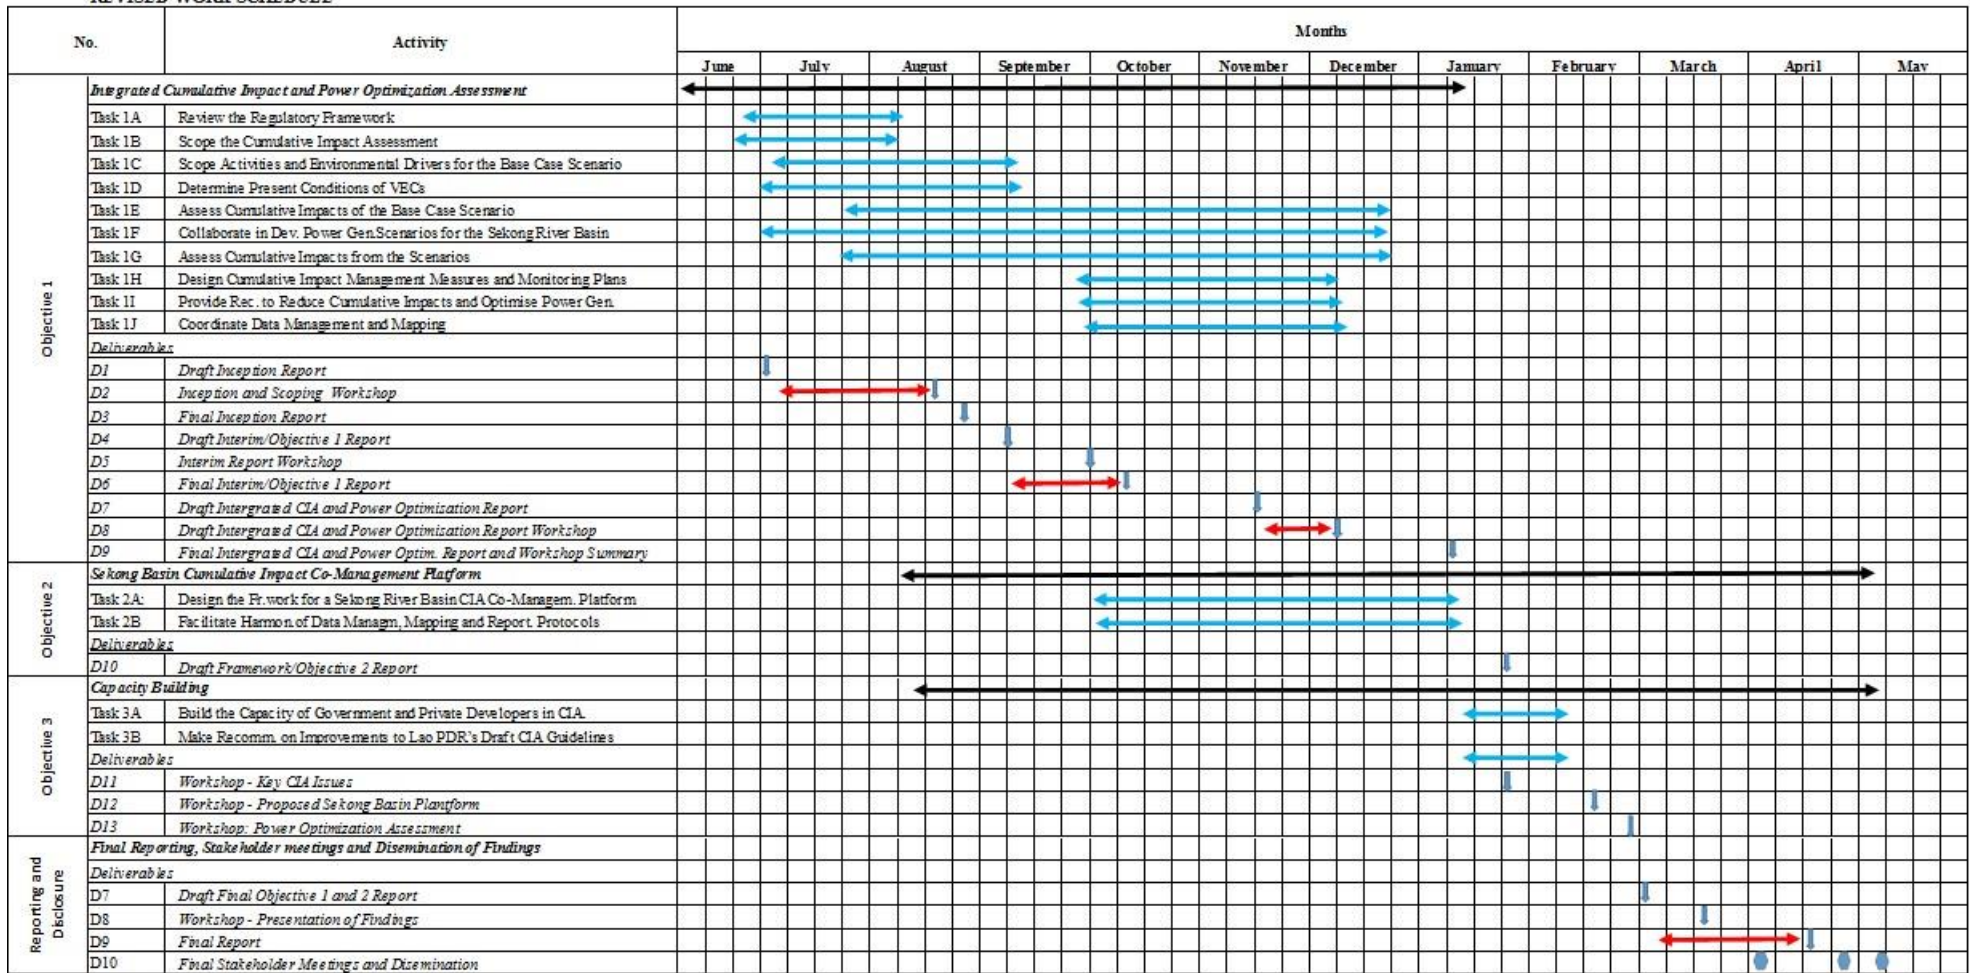 REVISED WORK SCHEDULE
No. Activity Months
June July August September October November December January February March April May
Objective 1
Integrated Cumulative Impact and Power Optimization Assessment
Task 1A Review the Regulatory Framework
Task 1B Scope the Cumulative Impact Assessment
Task 1C Scope Activities and Environmental Drivers for the Base Case Scenario
Task 1D Determine Present Conditions of VECs
Task 1E Assess Cumulative Impacts of the Base Case Scenario
Task 1F Collaborate in Dev. Power Gen.Scenarios for the Sekong River Basin
Task 1G Assess Cumulative Impacts from the Scenarios
Task 1H Design Cumulative Impact Management Measures and Monitoring Plans
Task 1I Provide Rec. to Reduce Cumulative Impacts and Optimise Power Gen.
Task 1J Coordinate Data Management and Mapping
Deliverables
D1 Draft Inception Report
D2 Inception and Scoping Workshop
D3 Final Inception Report
D4 Draft Interim/Objective 1 Report
D5 Interim Report Workshop
D6 Final Interim/Objective 1 Report
D7 Draft Intergrated CIA and Power Optimisation Report
D8 Draft Intergrated CIA and Power Optimisation Report Workshop
D9 Final Intergrated CIA and Power Optim. Report and Workshop Summary
Objective 2
Sekong Basin Cumulative Impact Co-Management Platform
Task 2A: Design the Fr.work for a Sekong River Basin CIA Co-Managem. Platform
Task 2B Facilitate Harmon.of Data Managm, Mapping and Report. Protocols
Deliverables
D10 Draft Framework/Objective 2 Report
Objective 3
Capacity Building
Task 3A Build the Capacity of Government and Private Developers in CIA.
Task 3B Make Recomm. on Improvements to Lao PDR's Draft CIA Guidelines
Deliverables
D11 Workshop - Key CIA Issues
D12 Workshop - Proposed Sekong Basin Plantform
D13 Workshop: Power Optimization Assessment
Reporting and Disclosure
Final Reporting, Stakeholder meetings and Disemination of Findings
Deliverables
D7 Draft Final Objective 1 and 2 Report
D8 Workshop - Presentation of Findings
D9 Final Report
D10 Final Stakeholder Meetings and Disemination